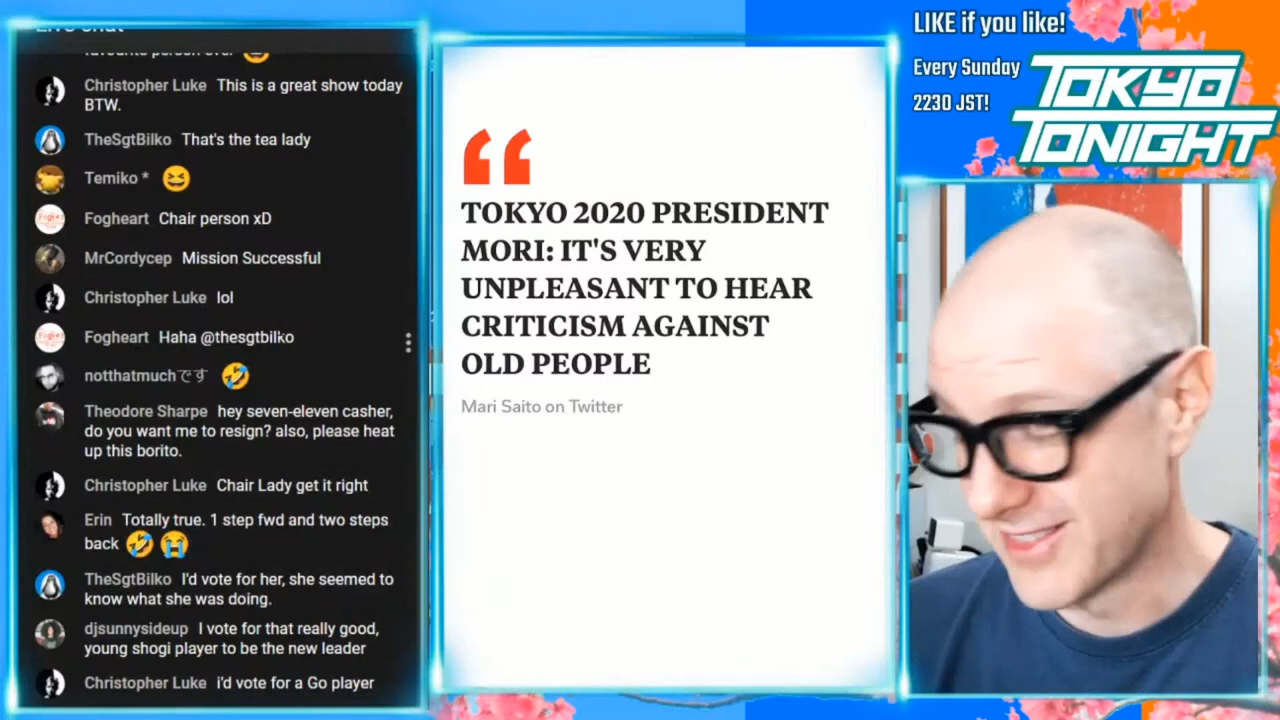 Live chat
favourite person ever
Christopher Luke This is a great show today
BTW.
TheSgtBilko That's the tea lady
Temiko *
Fogheart Chair person xD
MrCordycep Mission Successful
Christopher Luke lol
Fogheart Haha @thesgtbilko
notthatmuchです
Theodore Sharpe hey seven-eleven casher,
do you want me to resign? also, please heat
up this borito.
Christopher Luke Chair Lady get it right
Erin Totally true. 1 step fwd and two steps
back
TheSgtBilko I'd vote for her, she seemed to
know what she was doing.
djsunnysideup I vote for that really good,
young shogi player to be the new leader
Christopher Luke i'd vote for a Go player
“
TOKYO 2020 PRESIDENT
MORI: IT'S VERY
UNPLEASANT TO HEAR
CRITICISM AGAINST
OLD PEOPLE
Mari Saito on Twitter
LIKE if you like!
Every Sunday
2230 JST!
TOKYO
TONIGHT